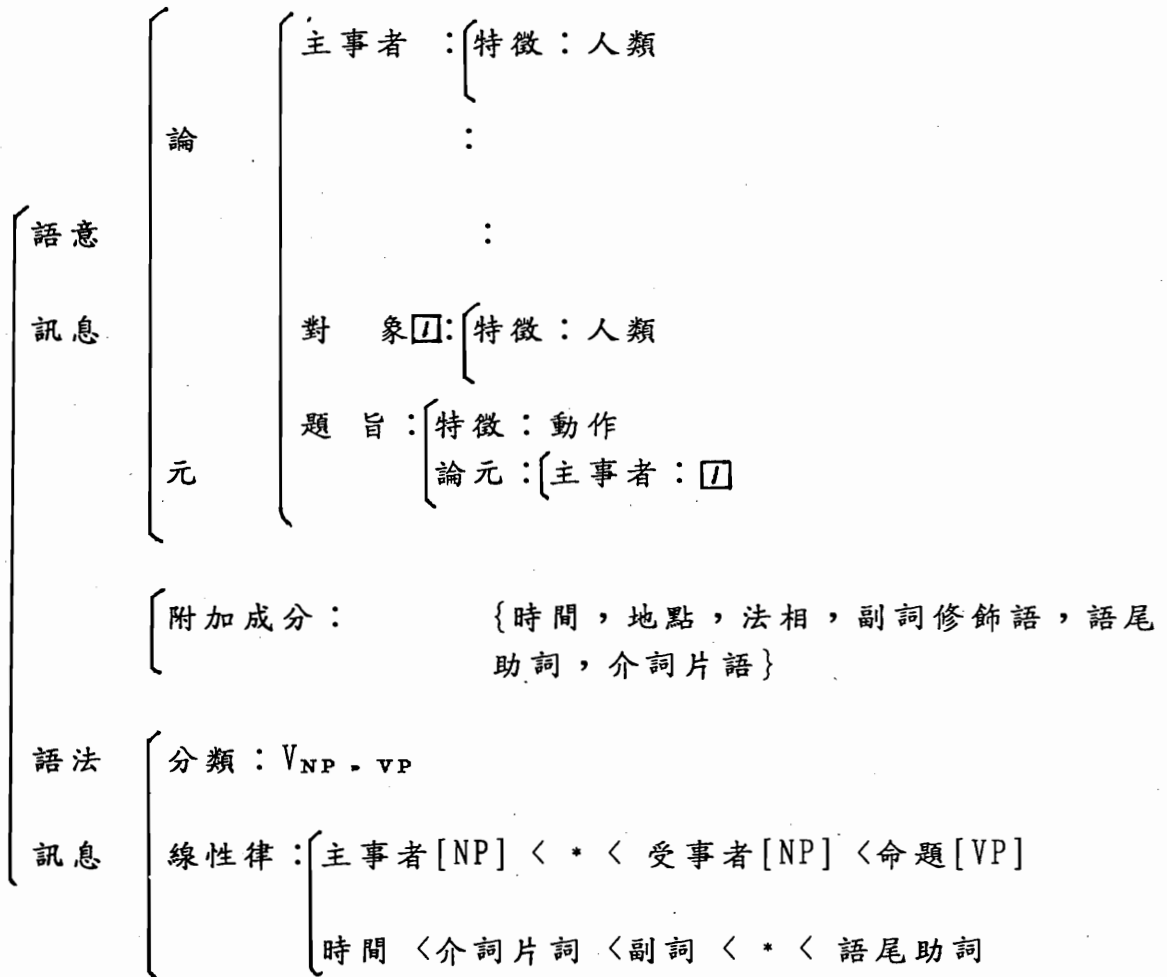 主事者：特徵：人類
論 ：
語意 ：
訊息 對 象1：特徵：人類
題旨：特徵：動作
元 論元：主事者：1
附加成分： {時間，地點，法相，副詞修飾語，語尾
助詞，介詞片語}
語法 分類：V_NP - VP
訊息 線性律：主事者[NP] < * < 受事者[NP] <命題[VP]
時間 <介詞片詞 <副詞 < * < 語尾助詞